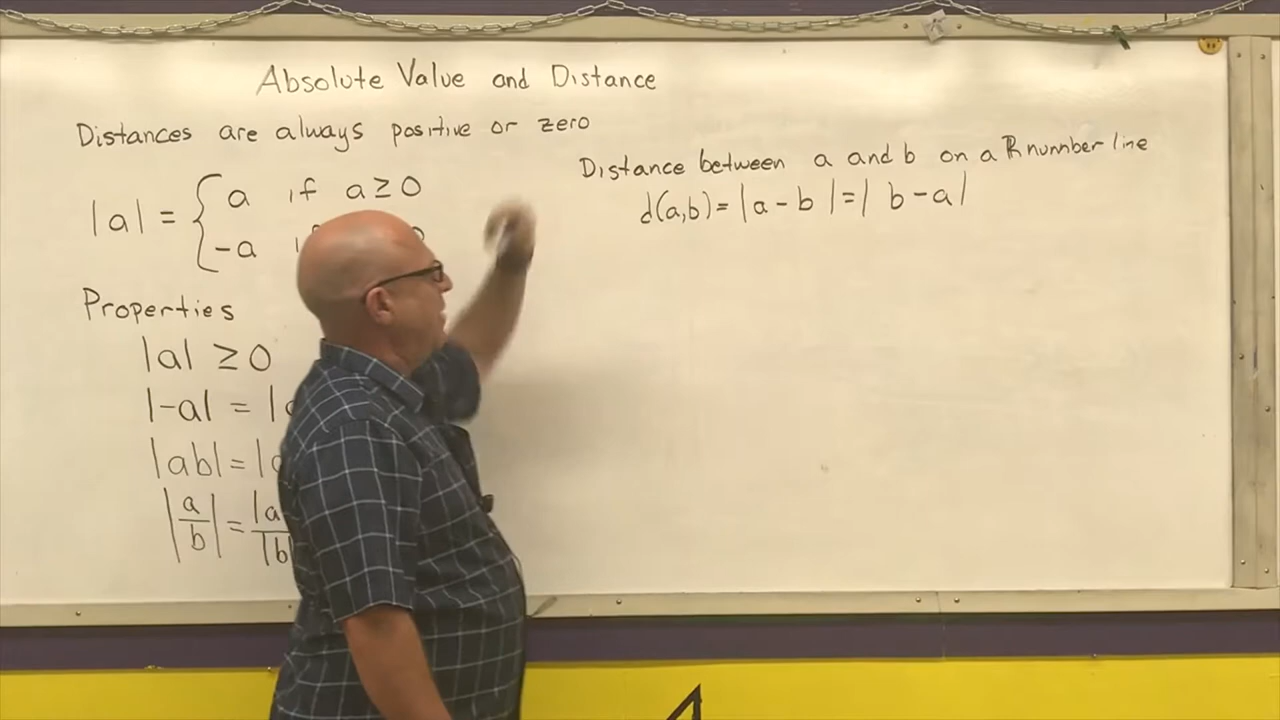 Absolute Value and Distance
Distances are always positive or zero
|a| = { a if a ≥ 0
-a
Properties
|a| ≥ 0
|-a| = |
|ab| = |
|a/b| = |a
|b
Distance between a and b on a ℝ number line
d(a,b) = |a - b| = | b - a|